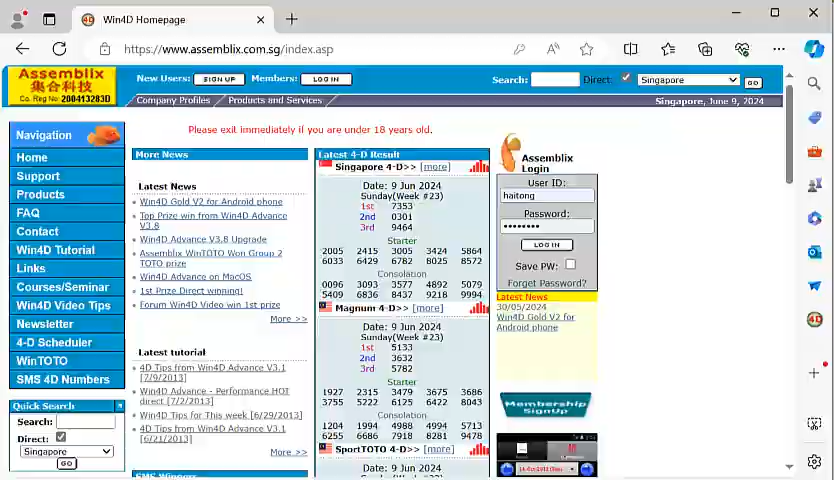 Win4D Homepage
https://www.assemblix.com.sg/index.asp
Assemblix
集合科技
Co. Reg No 200413283D
New Users: SIGN UP Members: LOG IN
Search: Direct: Singapore GO
Company Profiles Products and Services
Singapore, June 9, 2024
Navigation
Home
Support
Products
FAQ
Contact
Win4D Tutorial
Links
Courses/Seminar
Win4D Video Tips
Newsletter
4-D Scheduler
WinTOTO
SMS 4D Numbers
Quick Search
Search:
Direct:
Singapore
GO
Please exit immediately if you are under 18 years old.
More News
Latest News
Win4D Gold V2 for Android phone
Top Prize win from Win4D Advance
V3.8
Win4D Advance V3.8 Upgrade
Assemblix WinTOTO Won Group 2
TOTO prize
Win4D Advance on MacOS
1st Prize Direct winning!
Forum Win4D Video win 1st prize
More >>
Latest tutorial
4D Tips from Win4D Advance V3.1
[7/9/2013]
Win4D Advance - Performance HOT
direct [7/2/2013]
Win4D Tips for This week [6/29/2013]
4D Tips from Win4D Advance V3.1
[6/21/2013]
More >>
SMS Winners
Latest 4-D Result
Singapore 4-D>> [more]
Date: 9 Jun 2024
Sunday(Week #23)
1st 7353
2nd 0301
3rd 9464
Starter
2005 2415 3005 3424 5864
6033 6429 6782 8025 8572
Consolation
0096 3093 3577 4892 5079
5409 6836 8437 9218 9994
Magnum 4-D>> [more]
Date: 9 Jun 2024
Sunday(Week #23)
1st 5133
2nd 3632
3rd 5782
Starter
1927 2315 3479 3675 3686
3755 5222 6125 6422 8043
Consolation
1204 1994 4988 4994 5713
6255 6686 7918 8281 9478
SportTOTO 4-D>> [more]
Date: 9 Jun 2024
Sunday(Week #23)
Assemblix
Login
User ID:
haitong
Password:
••••••••
LOG IN
Save PW:
Forget Password?
Latest News
30/05/2024
Win4D Gold V2 for
Android phone
Membership
SignUp